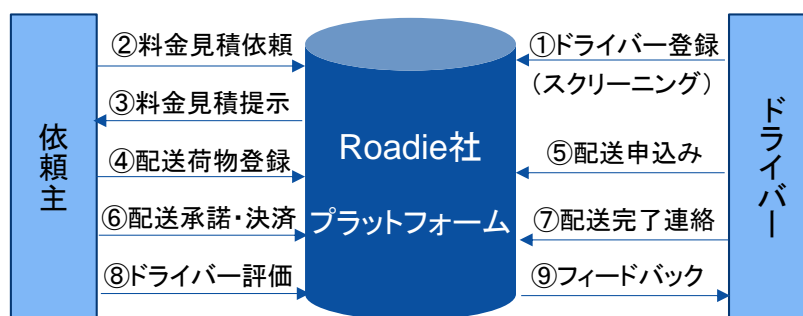 依頼主
②料金見積依頼
③料金見積提示
④配送荷物登録
⑥配送承諾・決済
⑧ドライバー評価
Roadie社
プラットフォーム
①ドライバー登録
（スクリーニング）
⑤配送申込み
⑦配送完了連絡
⑨フィードバック
ドライバー